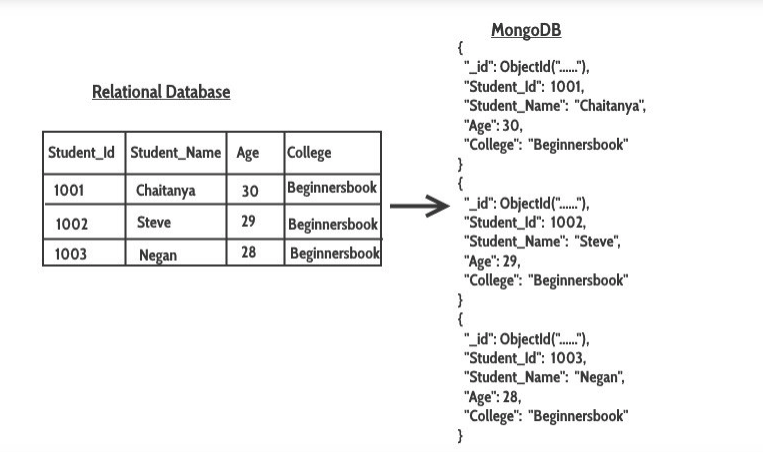 Relational Database
Student_Id Student_Name Age College
1001 Chaitanya 30 Beginnersbook
1002 Steve 29 Beginnersbook
1003 Negan 28 Beginnersbook
MongoDB
{
"_id": ObjectId("......"),
"Student_Id": 1001,
"Student_Name": "Chaitanya",
"Age": 30,
"College": "Beginnersbook"
}
{
"_id": ObjectId("......"),
"Student_Id": 1002,
"Student_Name": "Steve",
"Age": 29,
"College": "Beginnersbook"
}
{
"_id": ObjectId("......"),
"Student_Id": 1003,
"Student_Name": "Negan",
"Age": 28,
"College": "Beginnersbook"
}